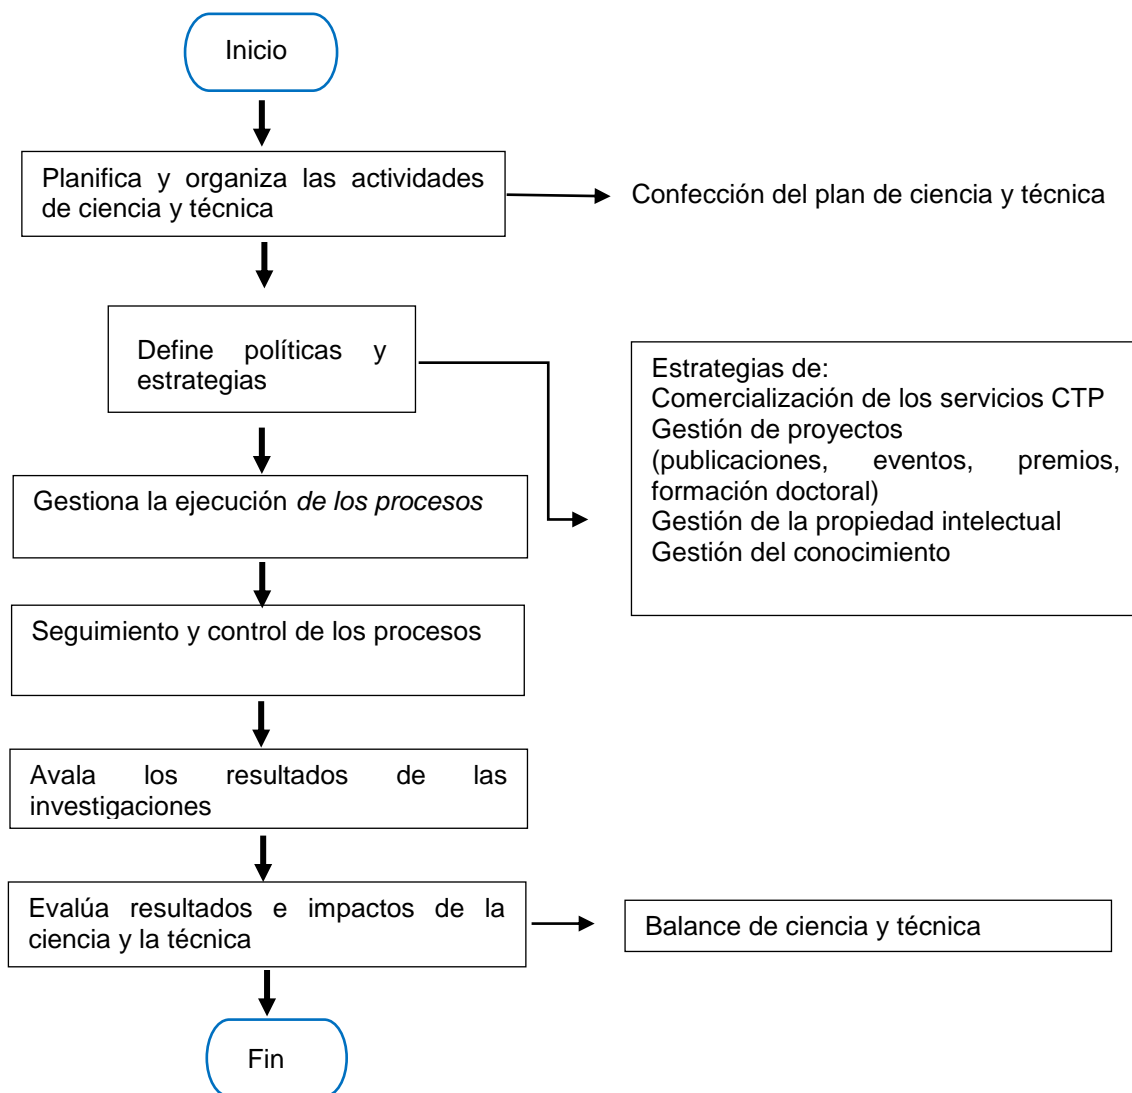 Inicio
Planifica y organiza las actividades
de ciencia y técnica
Confección del plan de ciencia y técnica
Define políticas y
estrategias
Estrategias de:
Comercialización de los servicios CTP
Gestión de proyectos
(publicaciones, eventos, premios,
formación doctoral)
Gestión de la propiedad intelectual
Gestión del conocimiento
Gestiona la ejecución de los procesos
Seguimiento y control de los procesos
Avala los resultados de las
investigaciones
Evalúa resultados e impactos de la
ciencia y la técnica
Balance de ciencia y técnica
Fin